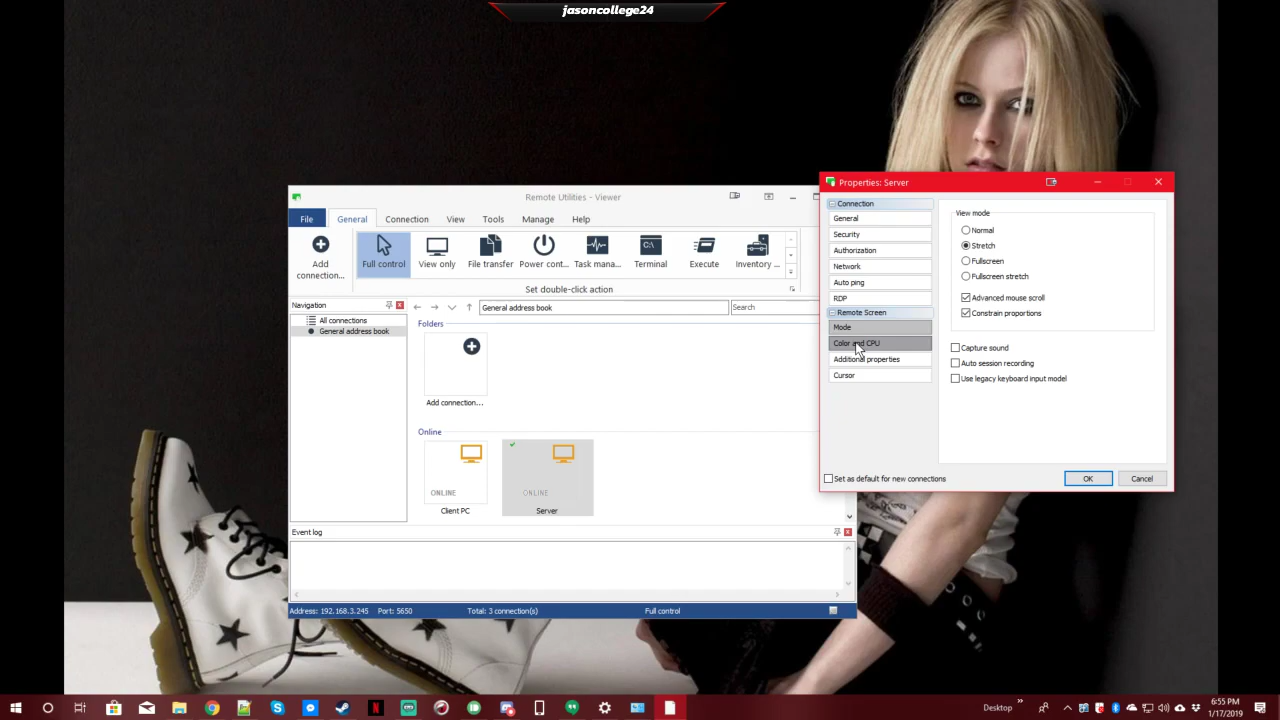 jasoncollege24
Remote Utilities - Viewer
File General Connection View Tools Manage Help
Add connection...
Full control
View only
File transfer
Power cont...
Task mana...
C:\
Terminal
Execute
Inventory ...
Set double-click action
Navigation
All connections
General address book
General address book
Search
Folders
Add connection...
Online
ONLINE
Client PC
ONLINE
Server
Event log
Address: 192.168.3.245 Port: 5650 Total: 3 connection(s) Full control
Properties: Server
Connection
General
Security
Authorization
Network
Auto ping
RDP
Remote Screen
Mode
Color and CPU
Additional properties
Cursor
View mode
Normal
Stretch
Fullscreen
Fullscreen stretch
Advanced mouse scroll
Constrain proportions
Capture sound
Auto session recording
Use legacy keyboard input model
Set as default for new connections
OK
Cancel
Desktop
6:55 PM
1/17/2019